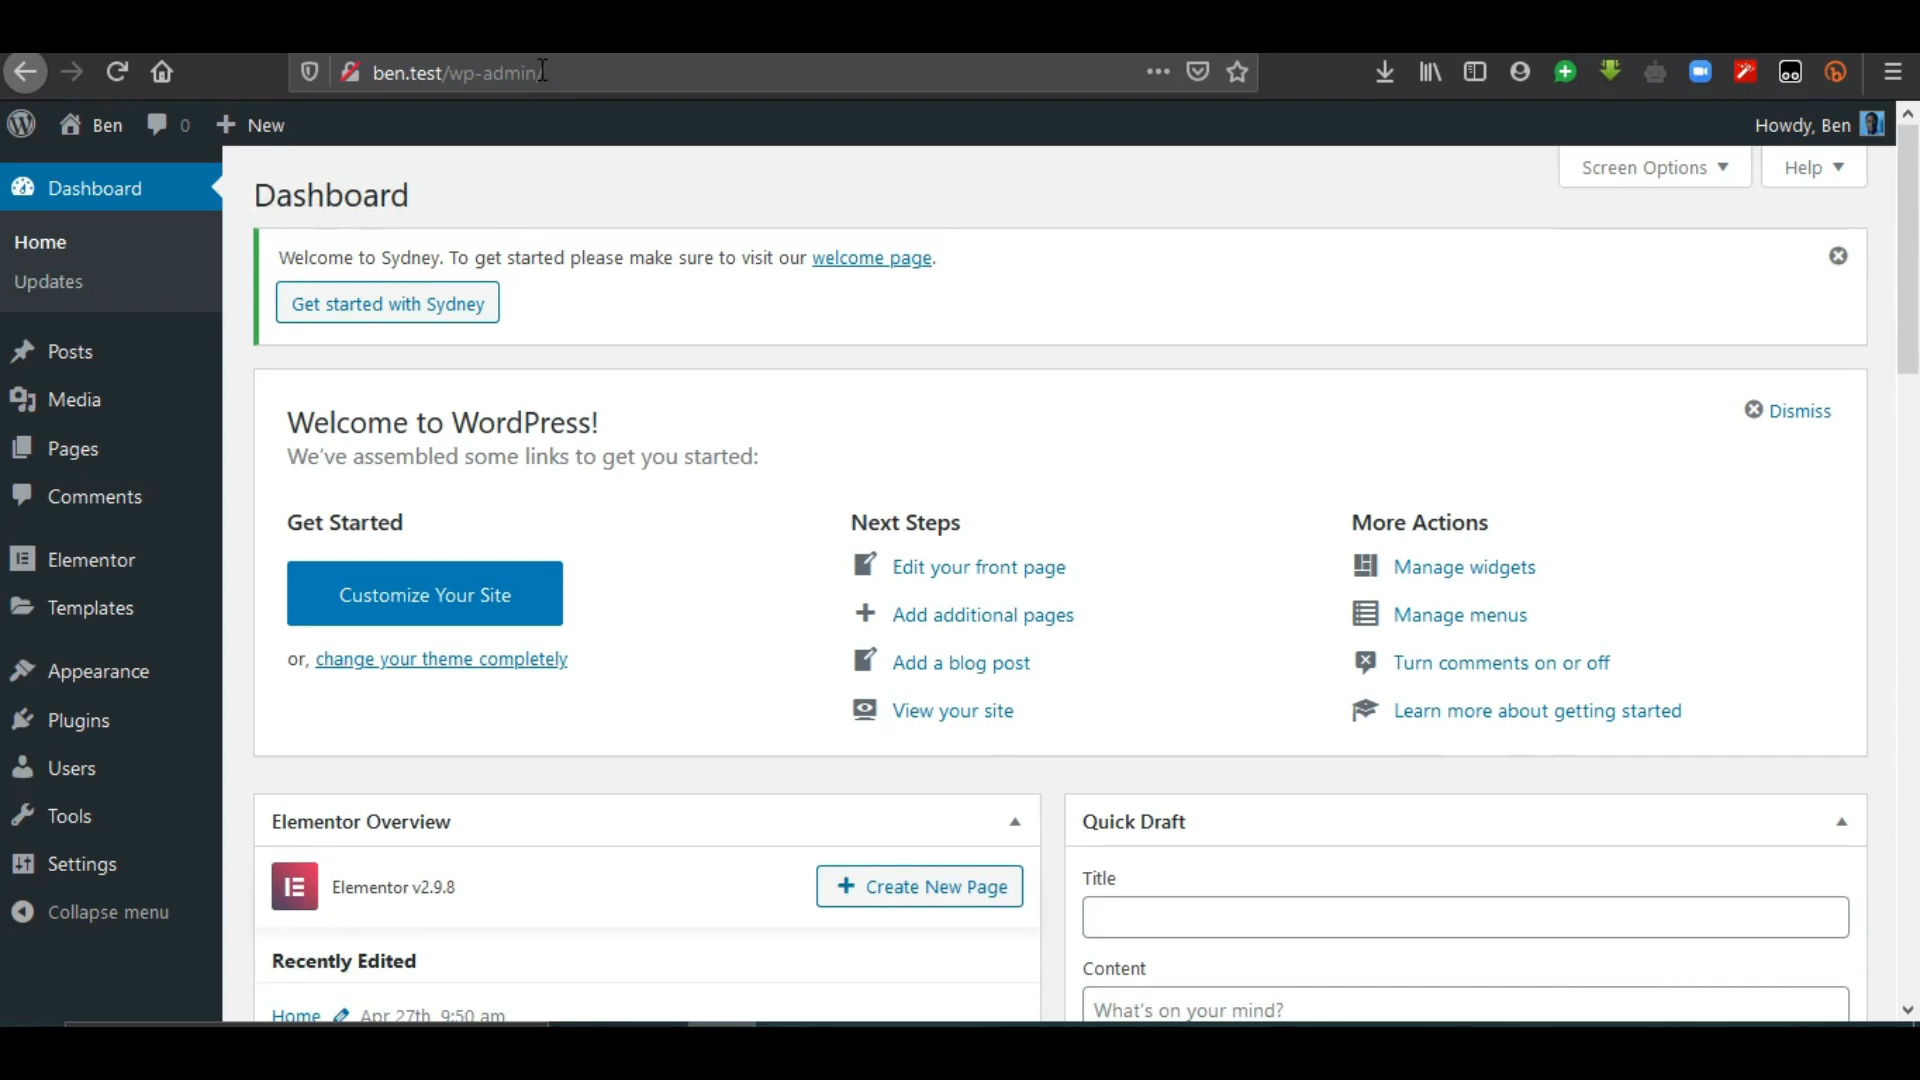 ben.test/wp-admin/
Ben 0 New
Howdy, Ben
Screen Options Help
Dashboard
Home
Updates
Posts
Media
Pages
Comments
Elementor
Templates
Appearance
Plugins
Users
Tools
Settings
Collapse menu
Dashboard
Welcome to Sydney. To get started please make sure to visit our welcome page.
Get started with Sydney
Welcome to WordPress!
We've assembled some links to get you started:
Dismiss
Get Started
Customize Your Site
or, change your theme completely
Next Steps
Edit your front page
Add additional pages
Add a blog post
View your site
More Actions
Manage widgets
Manage menus
Turn comments on or off
Learn more about getting started
Elementor Overview
Elementor v2.9.8
Create New Page
Recently Edited
Home Apr 27th, 9:50 am
Quick Draft
Title
Content
What's on your mind?